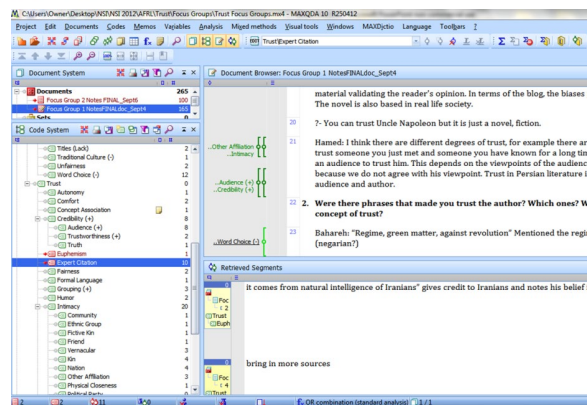 C:\Users\Owner\Desktop\NSI\NSI 2012\AFRL\Trust\Focus Groups\Trust Mixed Focus Groups.mx4 - MAXQDA 10 R250412
Project Edit Documents Codes Memos Variables Analysis Mixed methods Visual tools Windows MAXDictio Language Toolbars ?
Trust\Expert Citation
Document System
Documents 265
Focus Group 2 Notes FINAL_Sept6 100
Focus Group 1 NotesFINALdoc_Sept4 165
Sets 0
Code System
Titles (Lack) 2
Traditional Culture (-) 1
Unfairness 1
Word Choice (-) 12
Trust 0
Autonomy 1
Comfort 2
Concept Association 1
Credibility (+) 8
Audience (+) 8
Trustworthiness (+) 2
Truth 1
Euphemism 1
Expert Citation 10
Fairness 2
Formal Language 1
Grouping (+) 3
Humor 2
Intimacy 20
Community 1
Ethnic Group 1
Fictive Kin 1
Friend 1
Vernacular 3
Kin 4
Nation 4
Other Affiliation 3
Physical Closeness 1
Political Party
Document Browser: Focus Group 1 NotesFINALdoc_Sept4
material validating the reader's opinion. In terms of the blog, the biases
The novel is also based in real life society.
20 ?- You can trust Uncle Napoleon but it is just a novel, fiction.
..Other Affiliation
..Intimacy
21 Hamed: I think there are different degrees of trust, for example there ar
trust someone you just met and someone you have known for a long tim
an audience to trust him. This depends on the viewpoints of the audienc
because we do not agree with his viewpoint. Trust in Persian literature i
audience and author.
..Audience (+)
..Credibility (+)
22 2. Were there phrases that made you trust the author? Which ones? W
concept of trust?
23 Bahareh: "Regime, green matter, against revolution" Mentioned the regi
(negarian?)
..Word Choice (-)
Retrieved Segments
it comes from natural intelligence of Iranians" gives credit to Iranians and notes his belief
Foc
: 2
Trust
Euph
bring in more sources
Foc
: 4
Trust
2 2 11 0 OR combination (standard analysis) 1 / 1